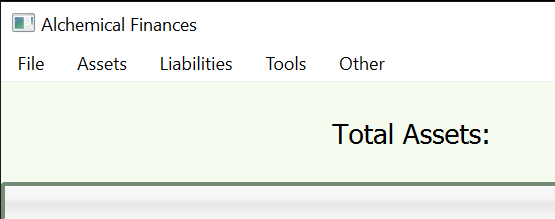 Alchemical Finances
File Assets Liabilities Tools Other
Total Assets: